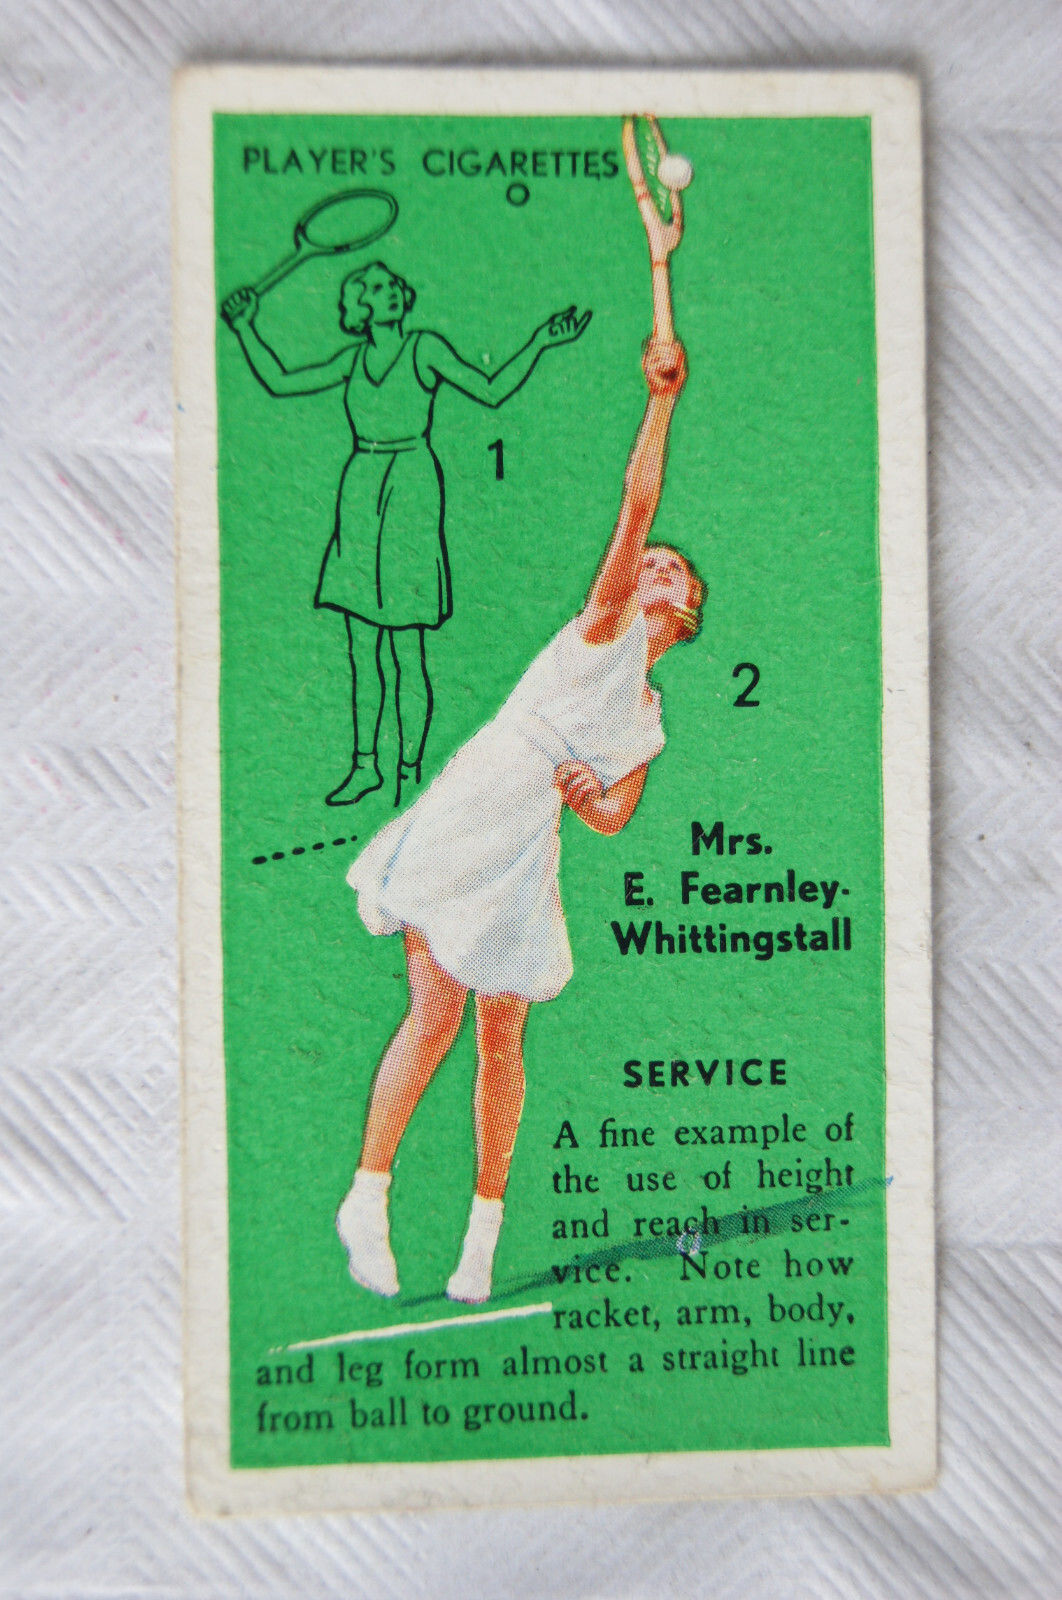 PLAYER'S CIGARETTES
1
2
Mrs.
E. Fearnley-
Whittingstall
SERVICE
A fine example of
the use of height
and reach in ser-
vice. Note how
racket, arm, body,
and leg form almost a straight line
from ball to ground.